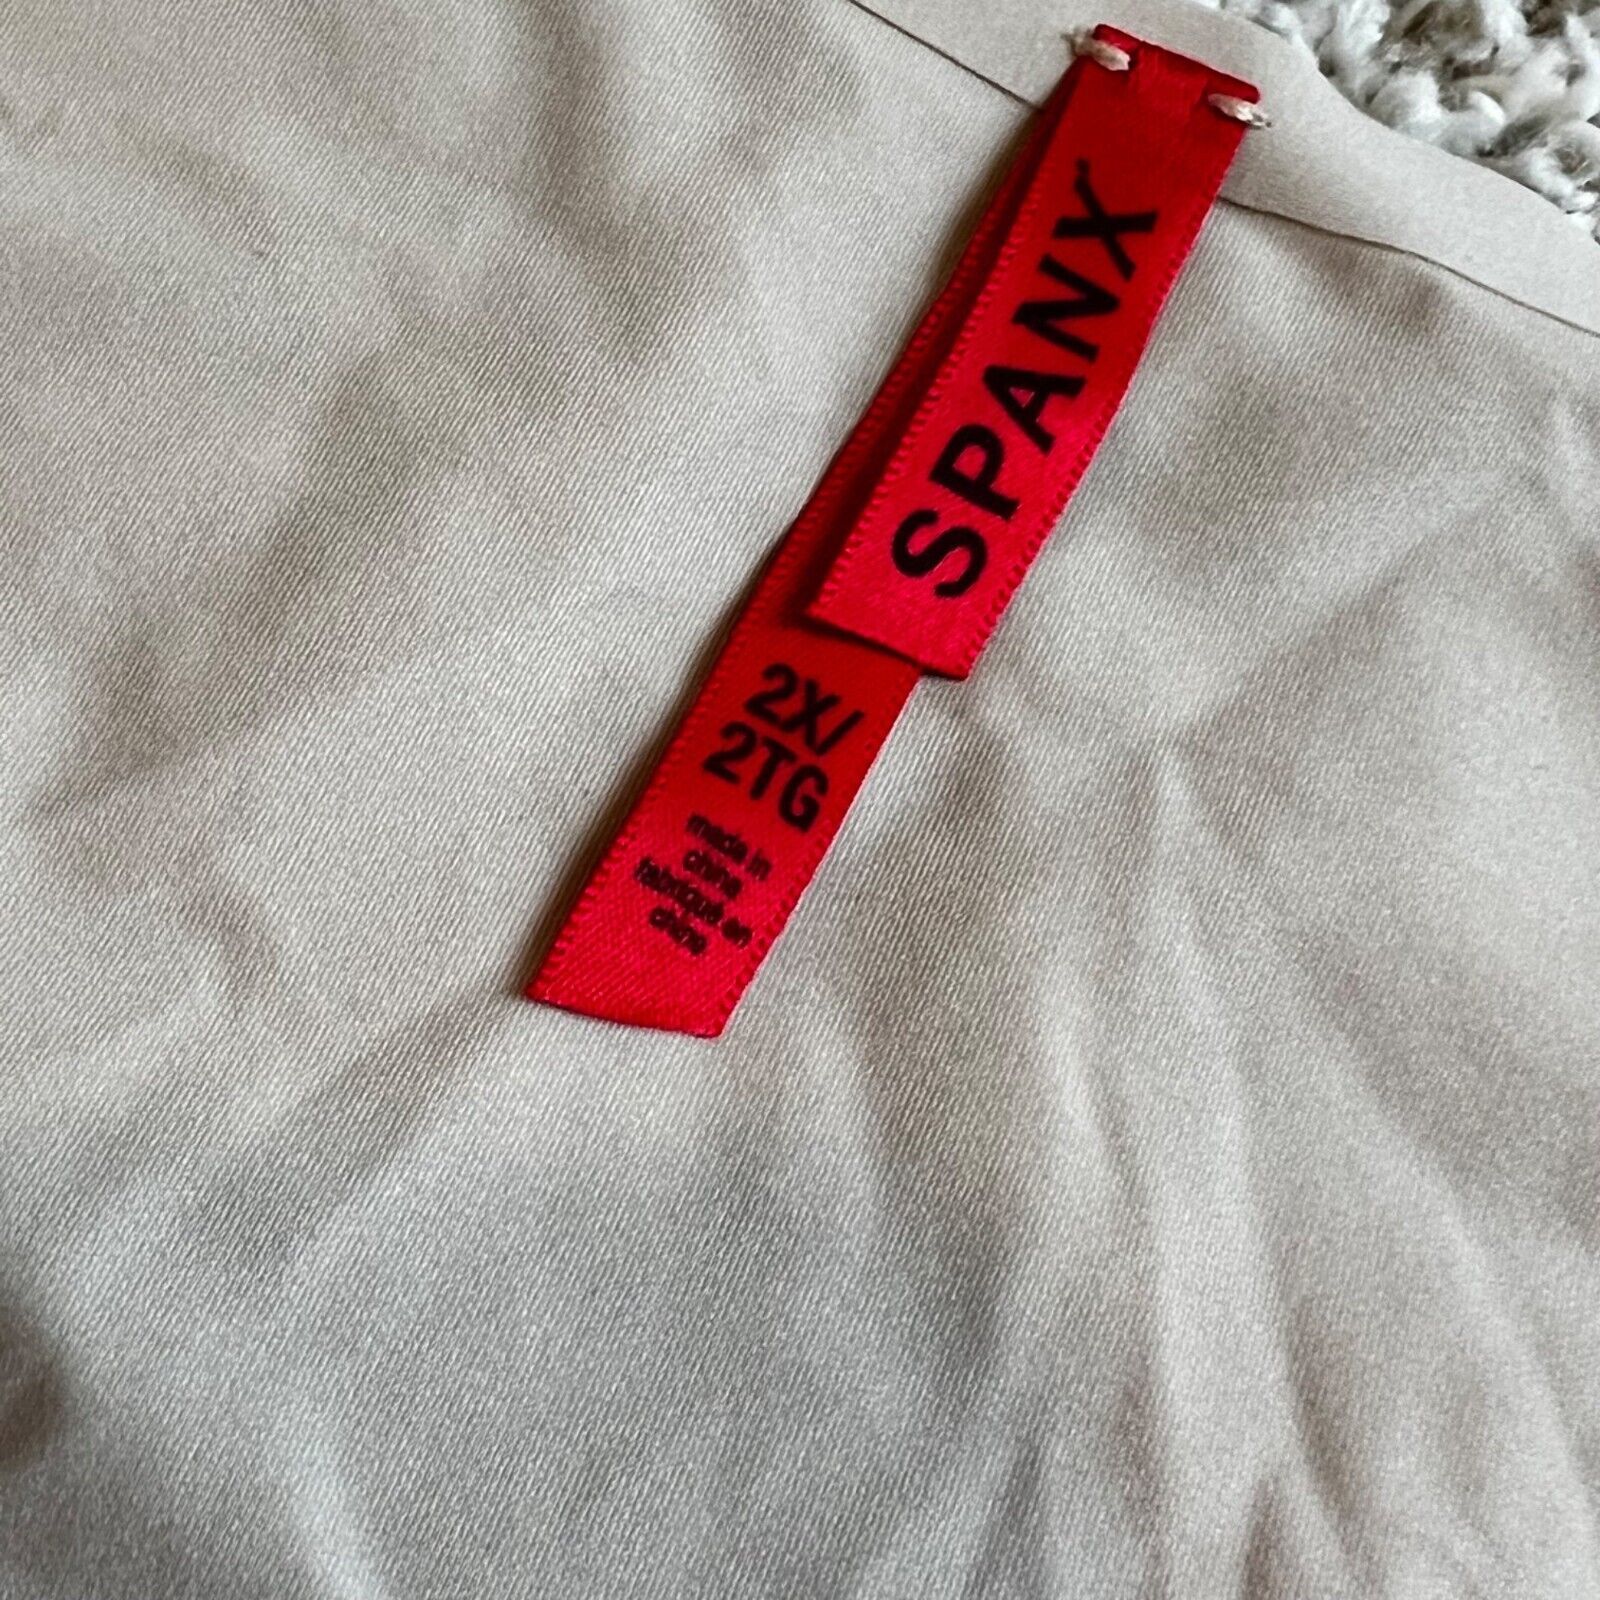 SPANX
2X/
2TG
made in
china
fabriqué en
chine